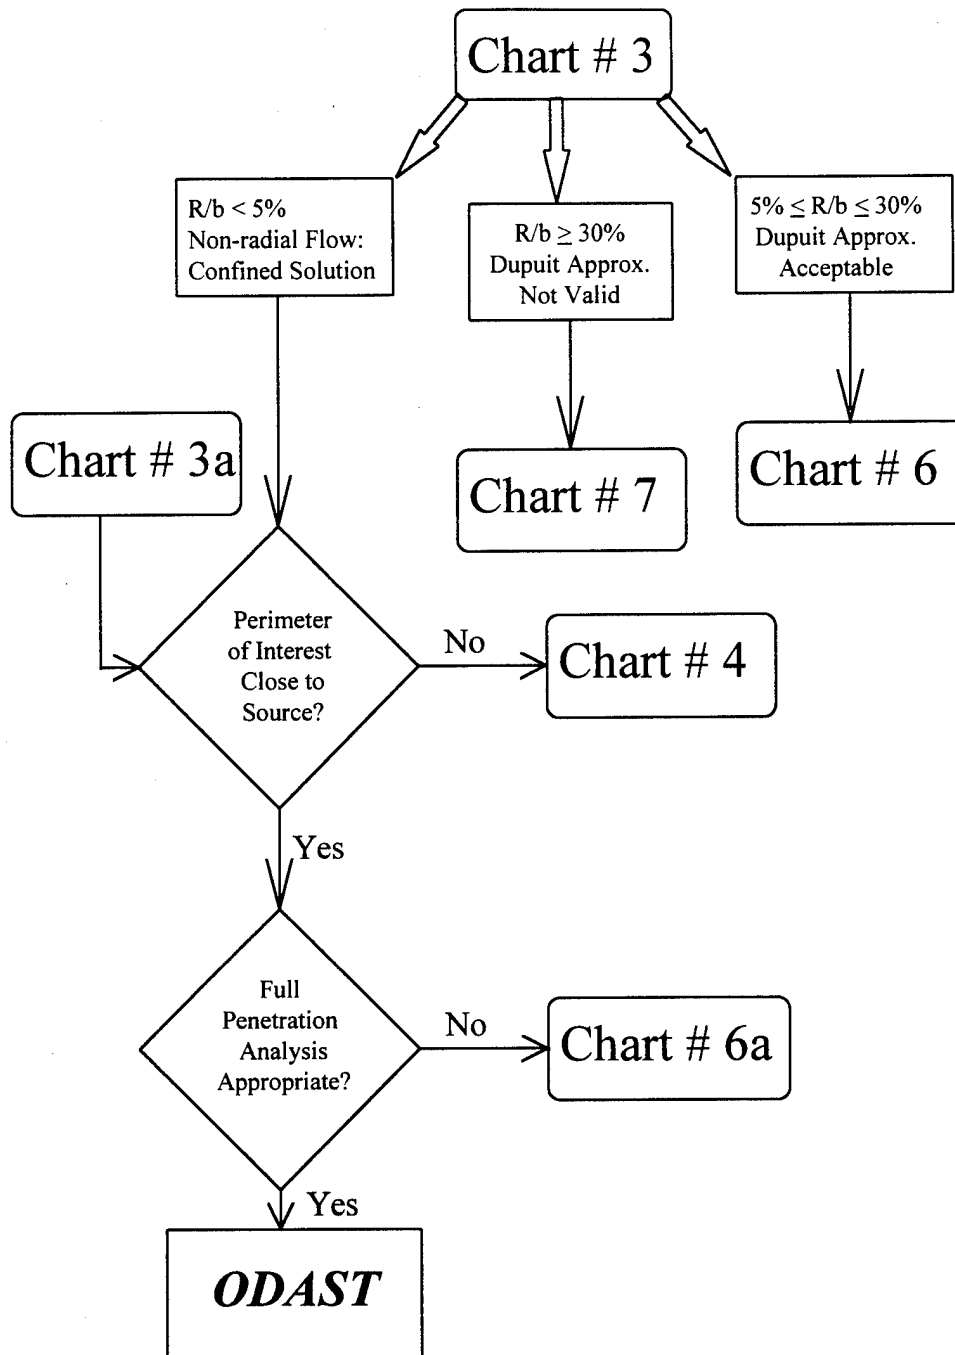 Chart # 3
R/b < 5%
Non-radial Flow:
Confined Solution
R/b ≥ 30%
Dupuit Approx.
Not Valid
5% ≤ R/b ≤ 30%
Dupuit Approx.
Acceptable
Chart # 3a
Chart # 7
Chart # 6
Perimeter
of Interest
Close to
Source?
No
Chart # 4
Yes
Full
Penetration
Analysis
Appropriate?
No
Chart # 6a
Yes
ODAST